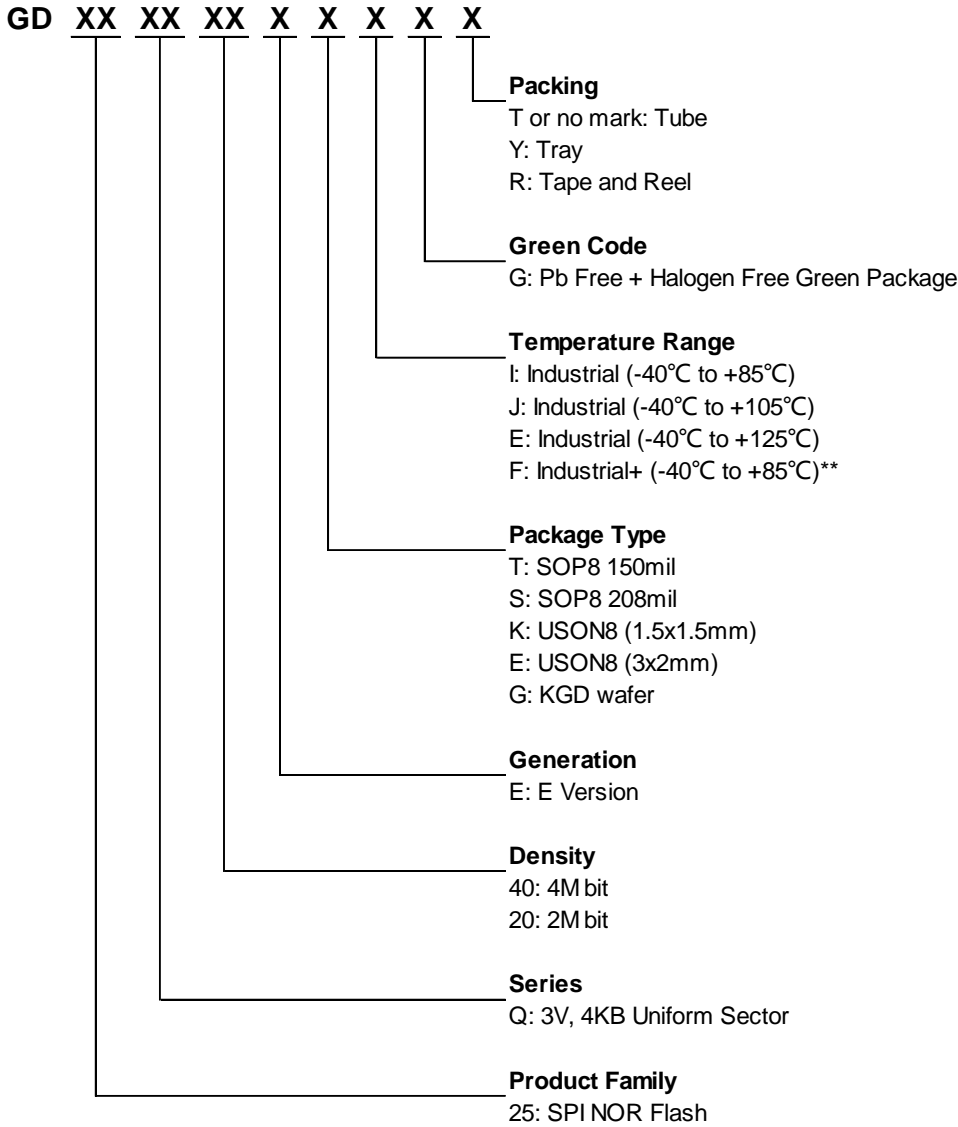 GD XX XX XX X X X X X
Packing
T or no mark: Tube
Y: Tray
R: Tape and Reel
Green Code
G: Pb Free + Halogen Free Green Package
Temperature Range
I: Industrial (-40℃ to +85℃)
J: Industrial (-40℃ to +105℃)
E: Industrial (-40℃ to +125℃)
F: Industrial+ (-40℃ to +85℃)**
Package Type
T: SOP8 150mil
S: SOP8 208mil
K: USON8 (1.5x1.5mm)
E: USON8 (3x2mm)
G: KGD wafer
Generation
E: E Version
Density
40: 4M bit
20: 2M bit
Series
Q: 3V, 4KB Uniform Sector
Product Family
25: SPI NOR Flash